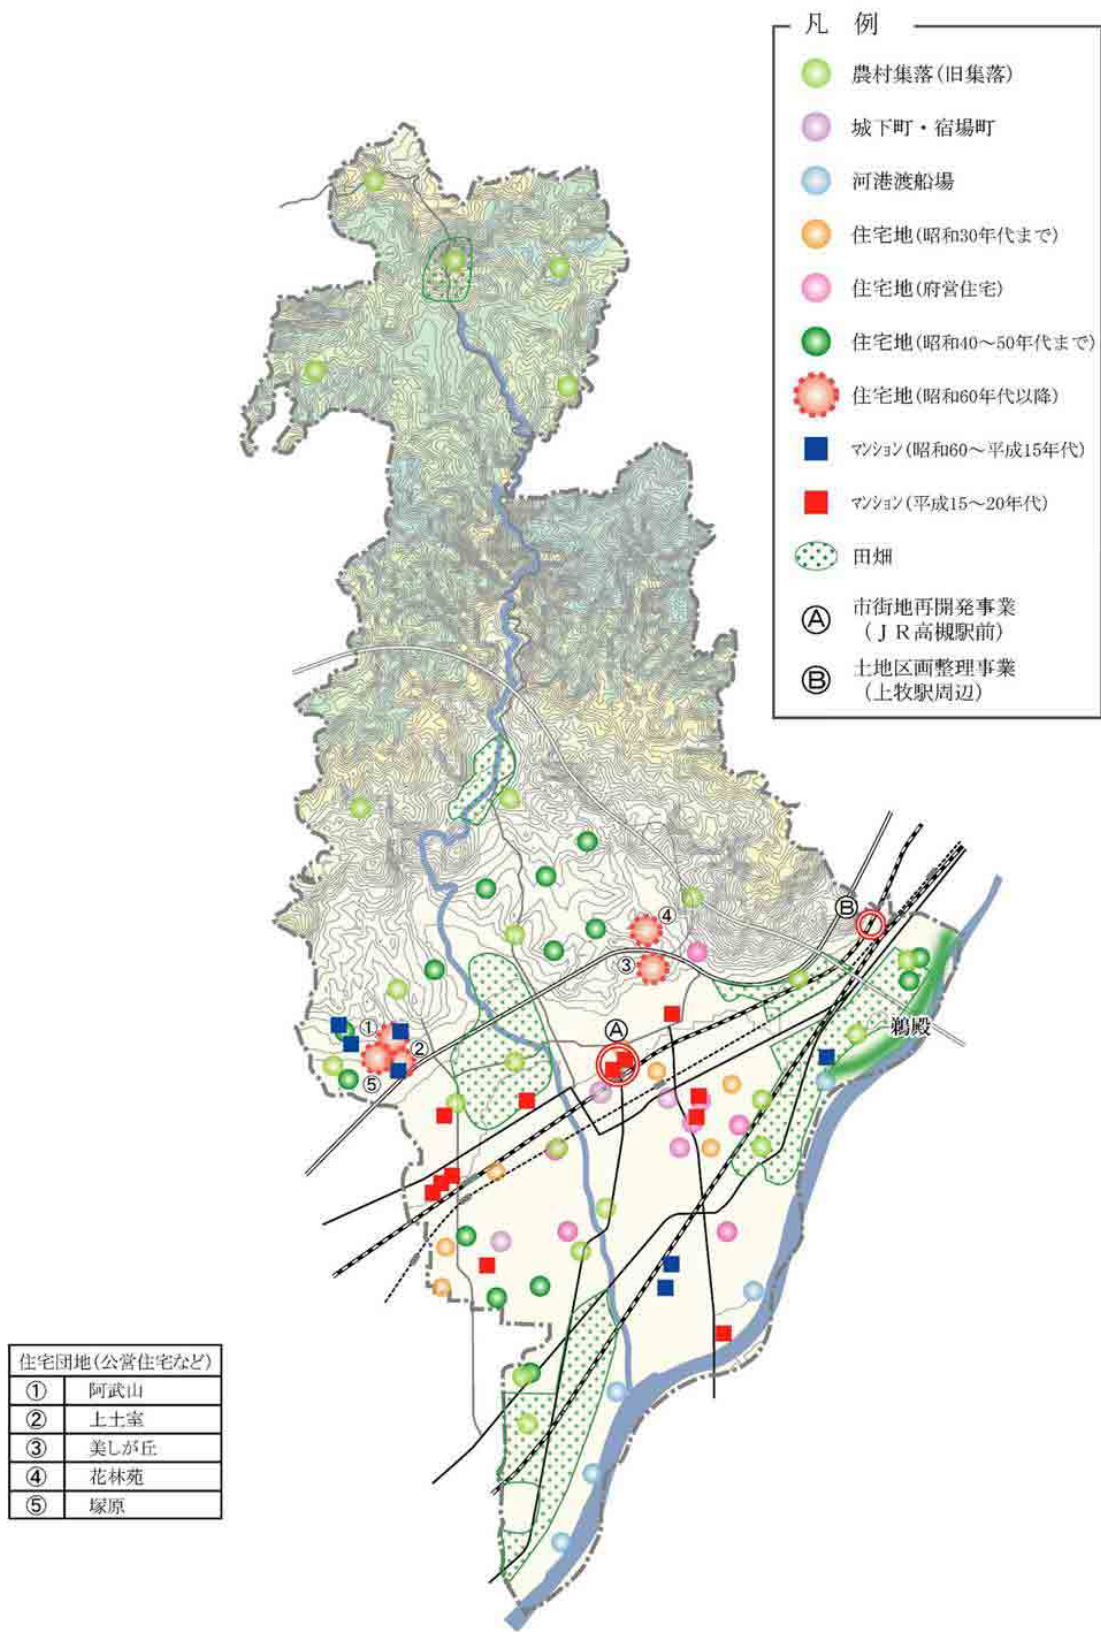 凡 例
農村集落(旧集落)
城下町・宿場町
河港渡船場
住宅地(昭和30年代まで)
住宅地(府営住宅)
住宅地(昭和40～50年代まで)
住宅地(昭和60年代以降)
マンション(昭和60～平成15年代)
マンション(平成15～20年代)
田畑
Ⓐ 市街地再開発事業
(ＪＲ高槻駅前)
Ⓑ 土地区画整理事業
(上牧駅周辺)
Ⓑ
④
③
鵜殿
Ⓐ
①
②
⑤
住宅団地(公営住宅など)
① 阿武山
② 上土室
③ 美しが丘
④ 花林苑
⑤ 塚原